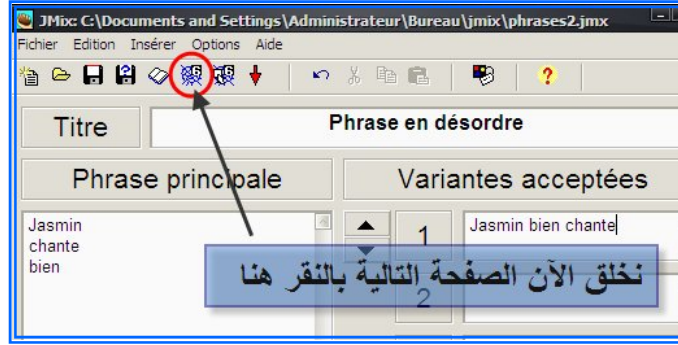 JMix: C:\Documents and Settings\Administrateur\Bureau\jmix\phrases2.jmx
Fichier Edition Insérer Options Aide
Titre
Phrase en désordre
Phrase principale
Variantes acceptées
Jasmin
chante
bien
1
Jasmin bien chante
نخلق الآن الصفحة التالية بالنقر هنا
2